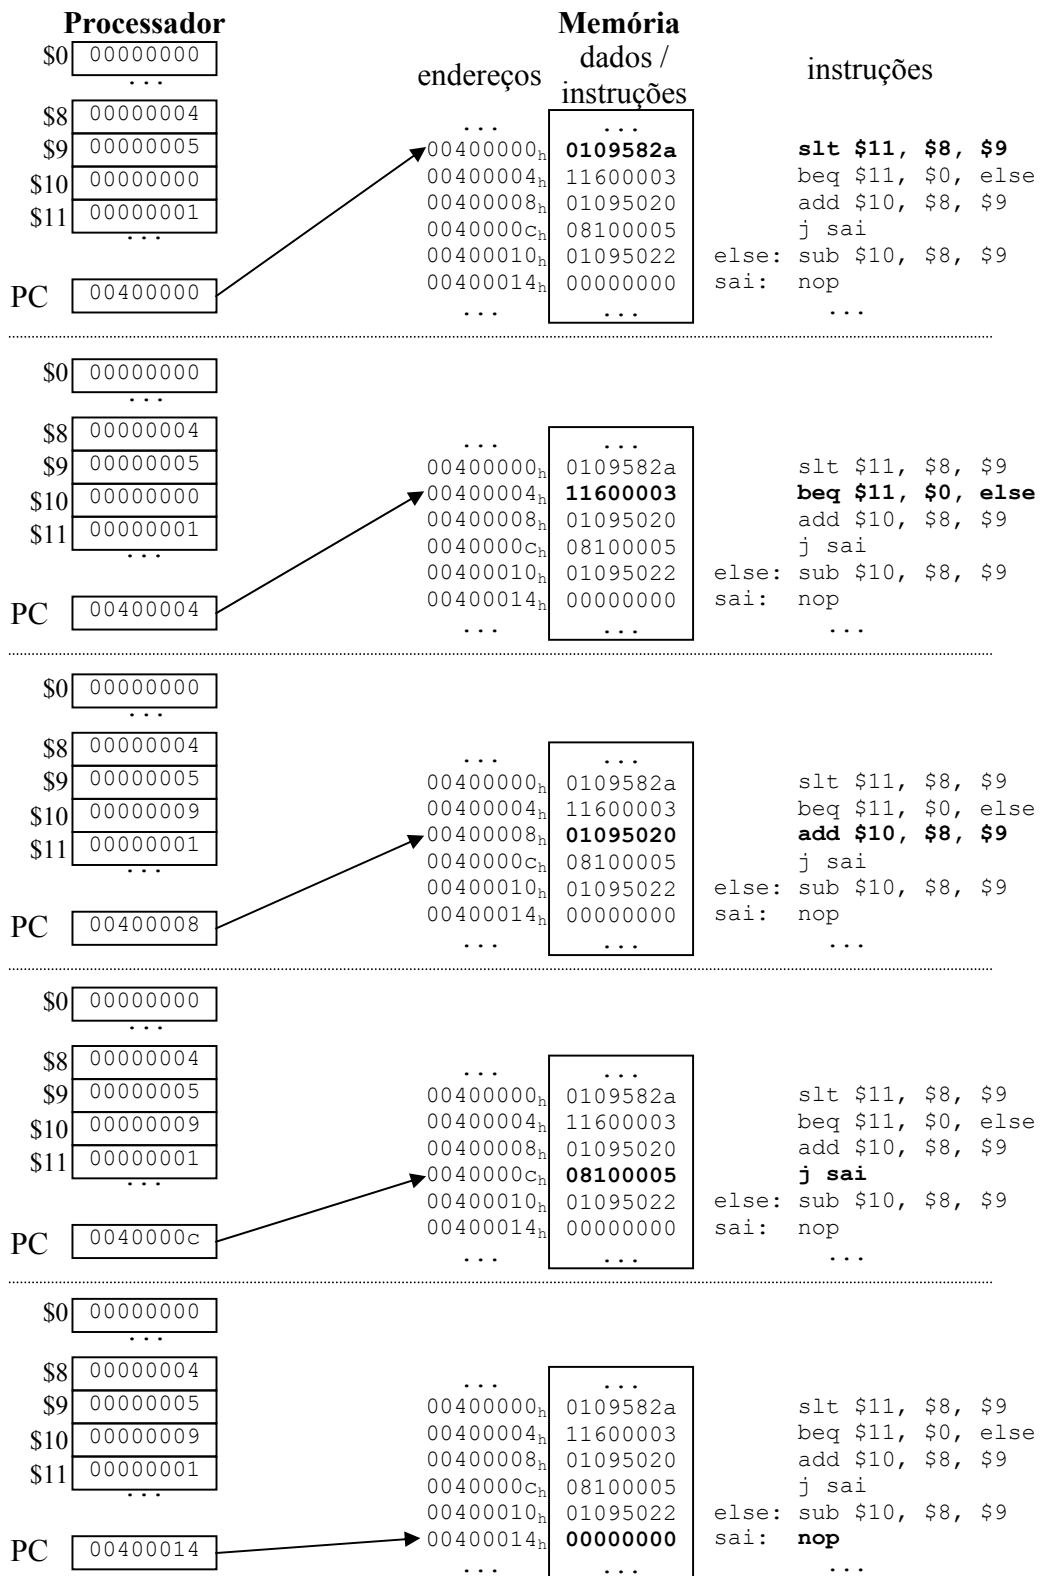 Processador Memória
$0 00000000 endereços dados / instruções
... instruções
$8 00000004 ... ...
$9 00000005 00400000h 0109582a slt $11, $8, $9
$10 00000000 00400004h 11600003 beq $11, $0, else
$11 00000001 00400008h 01095020 add $10, $8, $9
... 0040000ch 08100005 j sai
00400010h 01095022 else: sub $10, $8, $9
PC 00400000 00400014h 00000000 sai: nop
... ... ...
$0 00000000
...
$8 00000004 ... ...
$9 00000005 00400000h 0109582a slt $11, $8, $9
$10 00000000 00400004h 11600003 beq $11, $0, else
$11 00000001 00400008h 01095020 add $10, $8, $9
... 0040000ch 08100005 j sai
00400010h 01095022 else: sub $10, $8, $9
PC 00400004 00400014h 00000000 sai: nop
... ... ...
$0 00000000
...
$8 00000004 ... ...
$9 00000005 00400000h 0109582a slt $11, $8, $9
$10 00000009 00400004h 11600003 beq $11, $0, else
$11 00000001 00400008h 01095020 add $10, $8, $9
... 0040000ch 08100005 j sai
00400010h 01095022 else: sub $10, $8, $9
PC 00400008 00400014h 00000000 sai: nop
... ... ...
$0 00000000
...
$8 00000004 ... ...
$9 00000005 00400000h 0109582a slt $11, $8, $9
$10 00000009 00400004h 11600003 beq $11, $0, else
$11 00000001 00400008h 01095020 add $10, $8, $9
... 0040000ch 08100005 j sai
00400010h 01095022 else: sub $10, $8, $9
PC 0040000c 00400014h 00000000 sai: nop
... ... ...
$0 00000000
...
$8 00000004 ... ...
$9 00000005 00400000h 0109582a slt $11, $8, $9
$10 00000009 00400004h 11600003 beq $11, $0, else
$11 00000001 00400008h 01095020 add $10, $8, $9
... 0040000ch 08100005 j sai
00400010h 01095022 else: sub $10, $8, $9
PC 00400014 00400014h 00000000 sai: nop
... ... ...